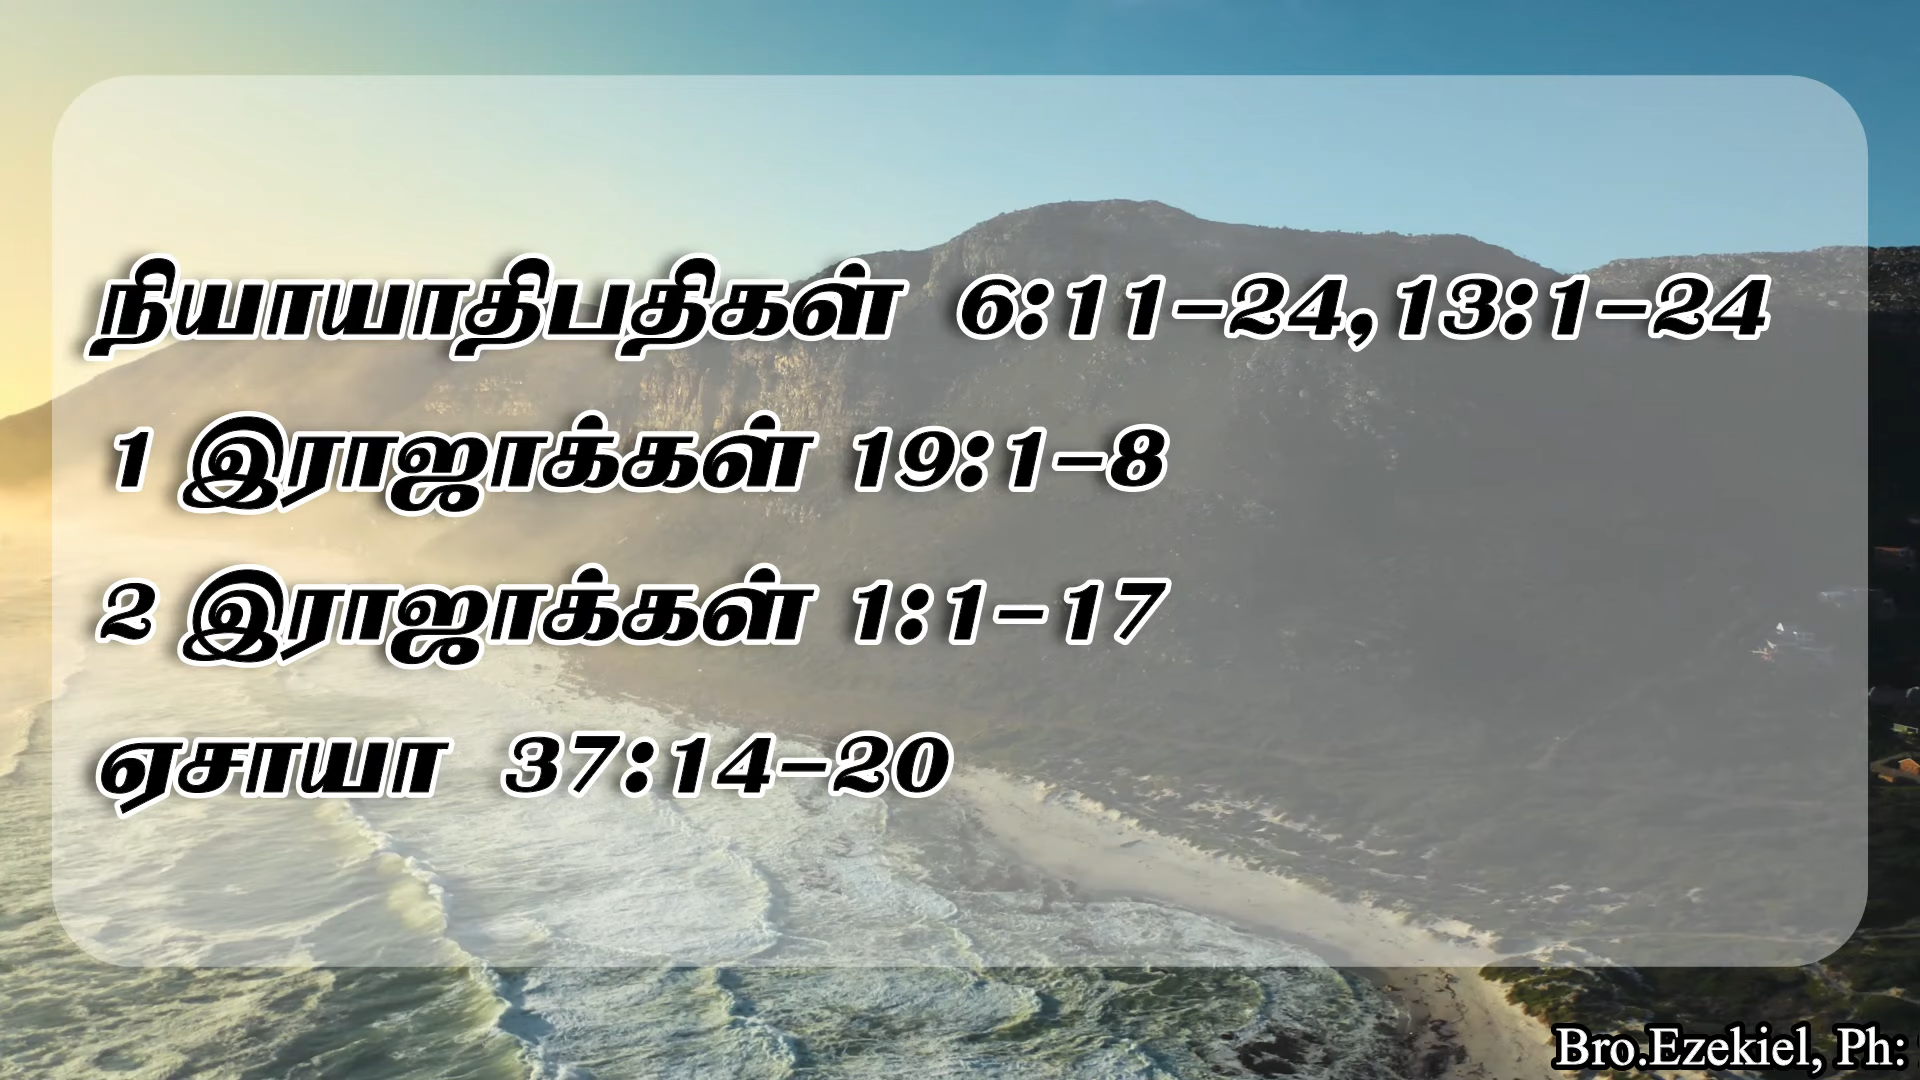 நியாயாதிபதிகள் 6:11-24,13:1-24
1 இராஜாக்கள் 19:1-8
2 இராஜாக்கள் 1:1-17
ஏசாயா 37:14-20
Bro.Ezekiel, Ph: